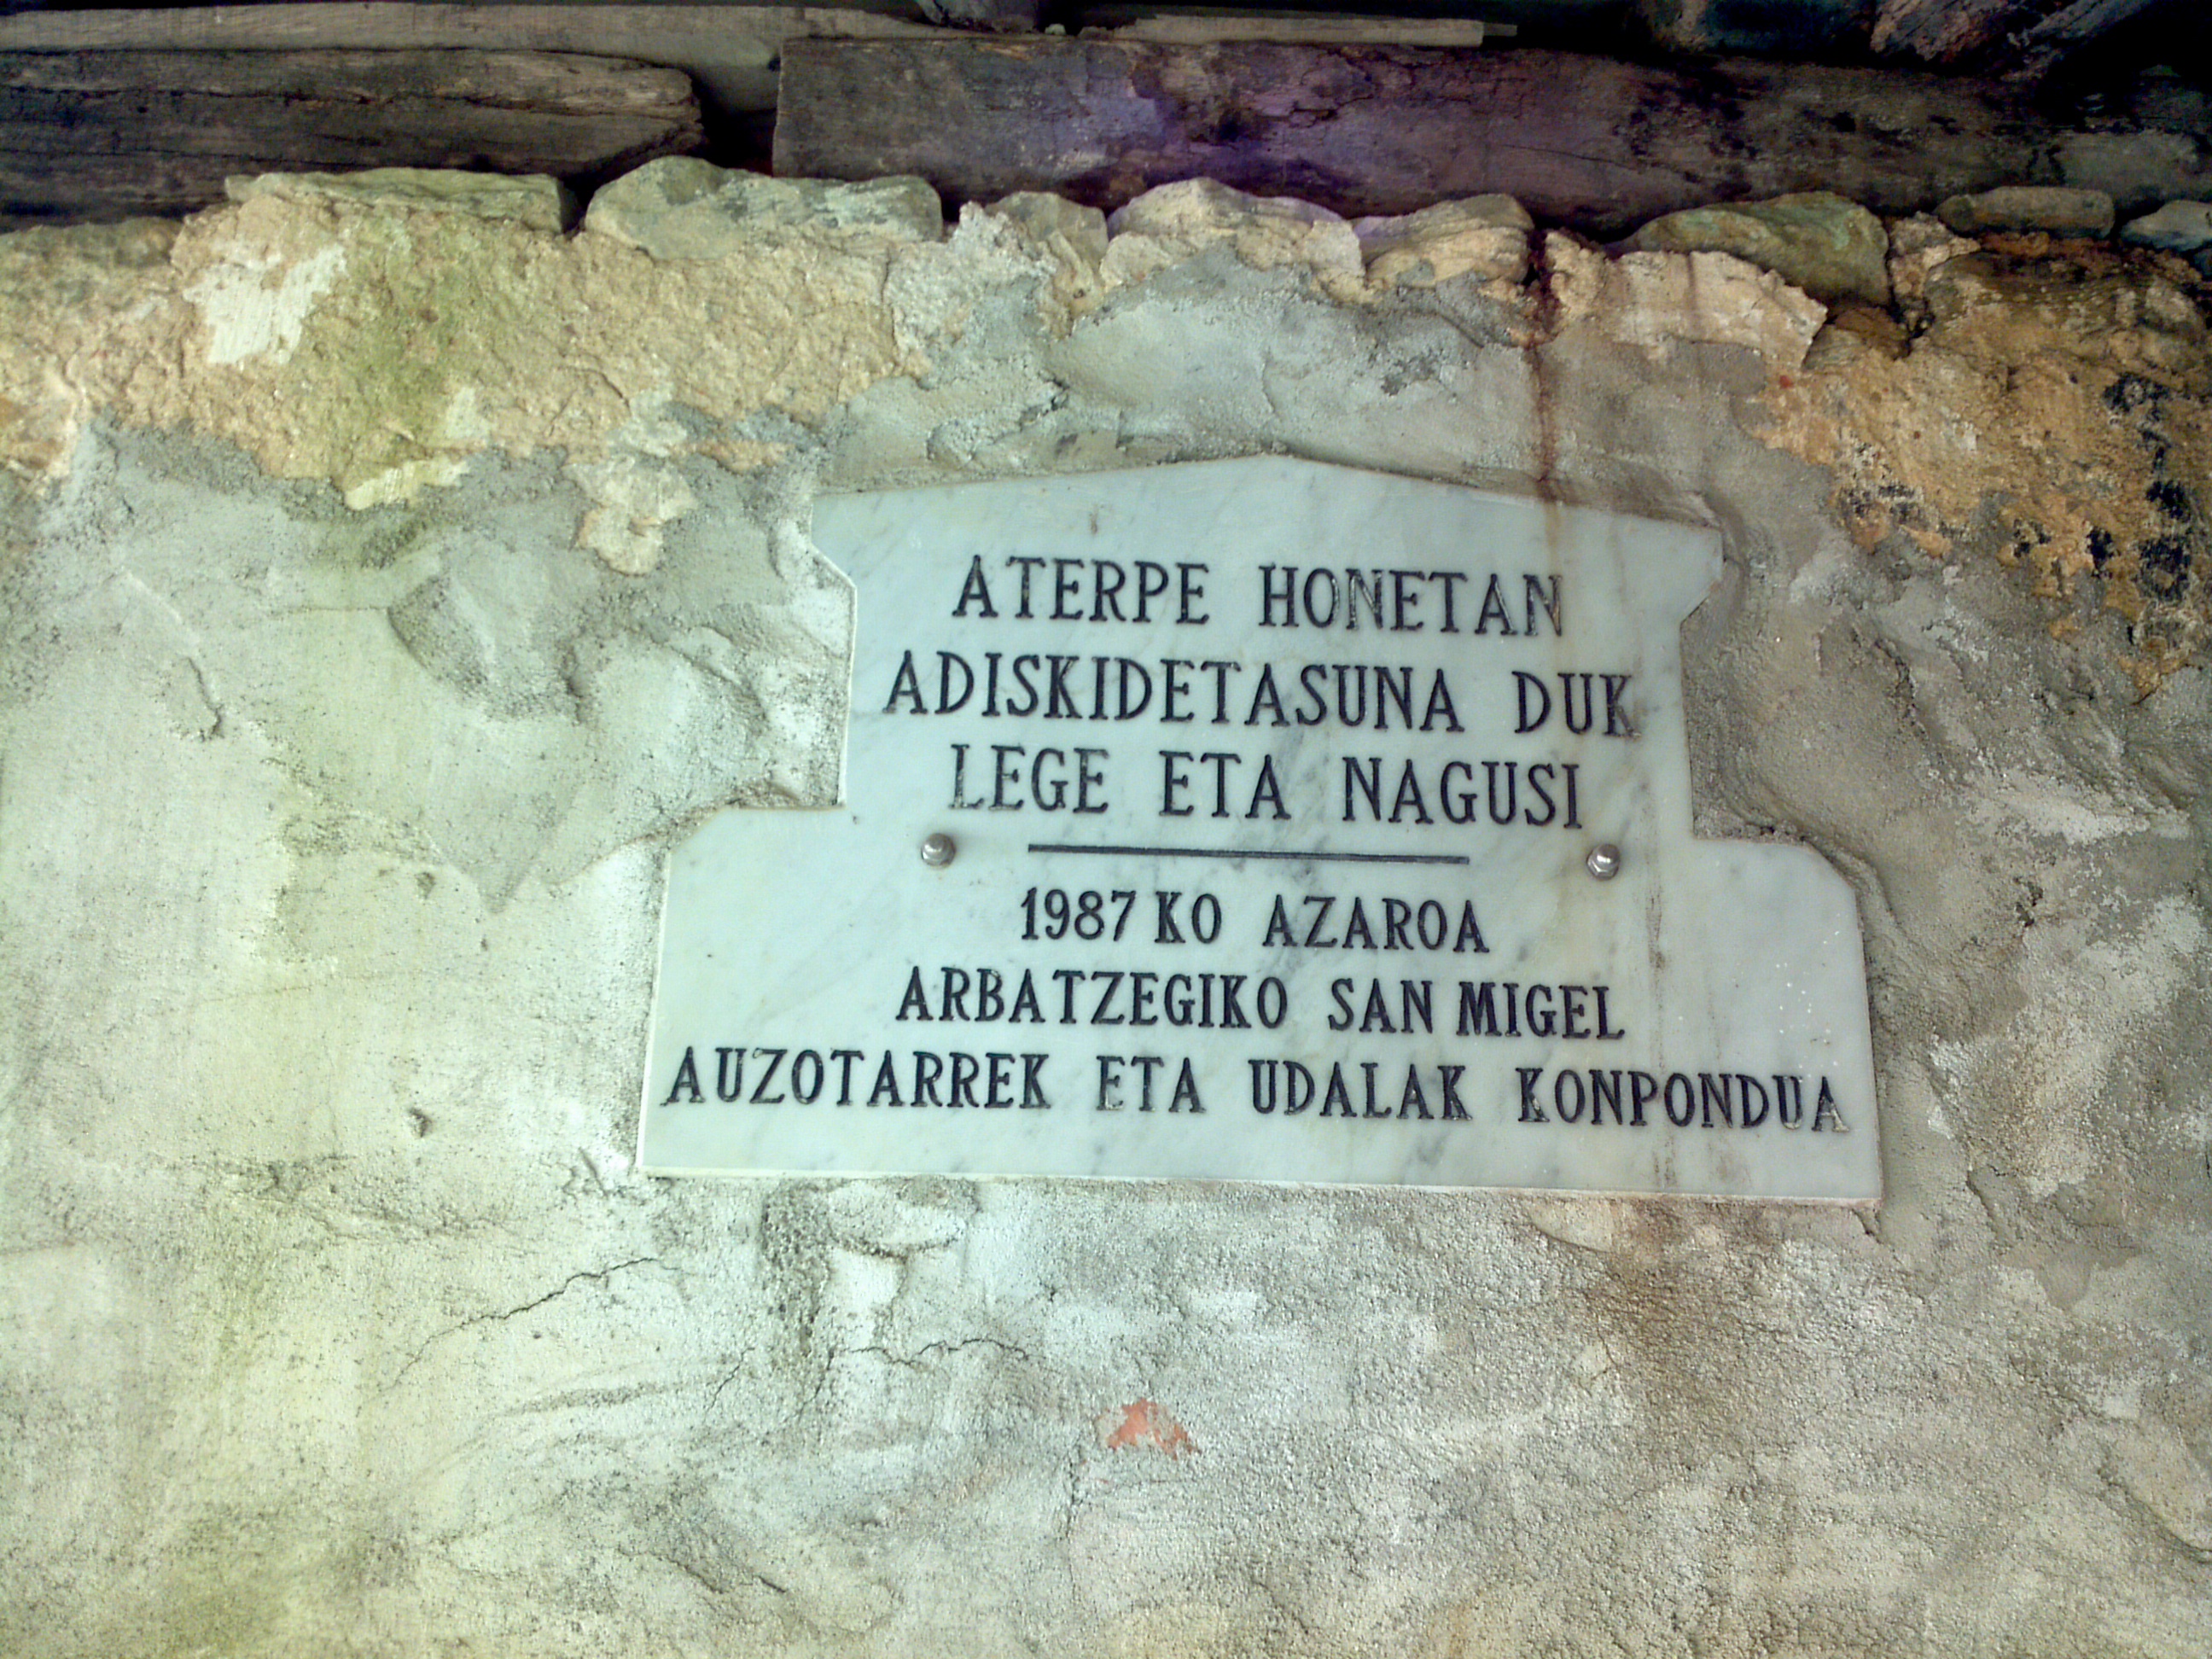 ATERPE HONETAN
ADISKIDETASUNA DUK
LEGE ETA NAGUSI
1987 KO AZAROA
ARBATZEGIKO SAN MIGEL
AUZOTARREK ETA UDALAK KONPONDUA